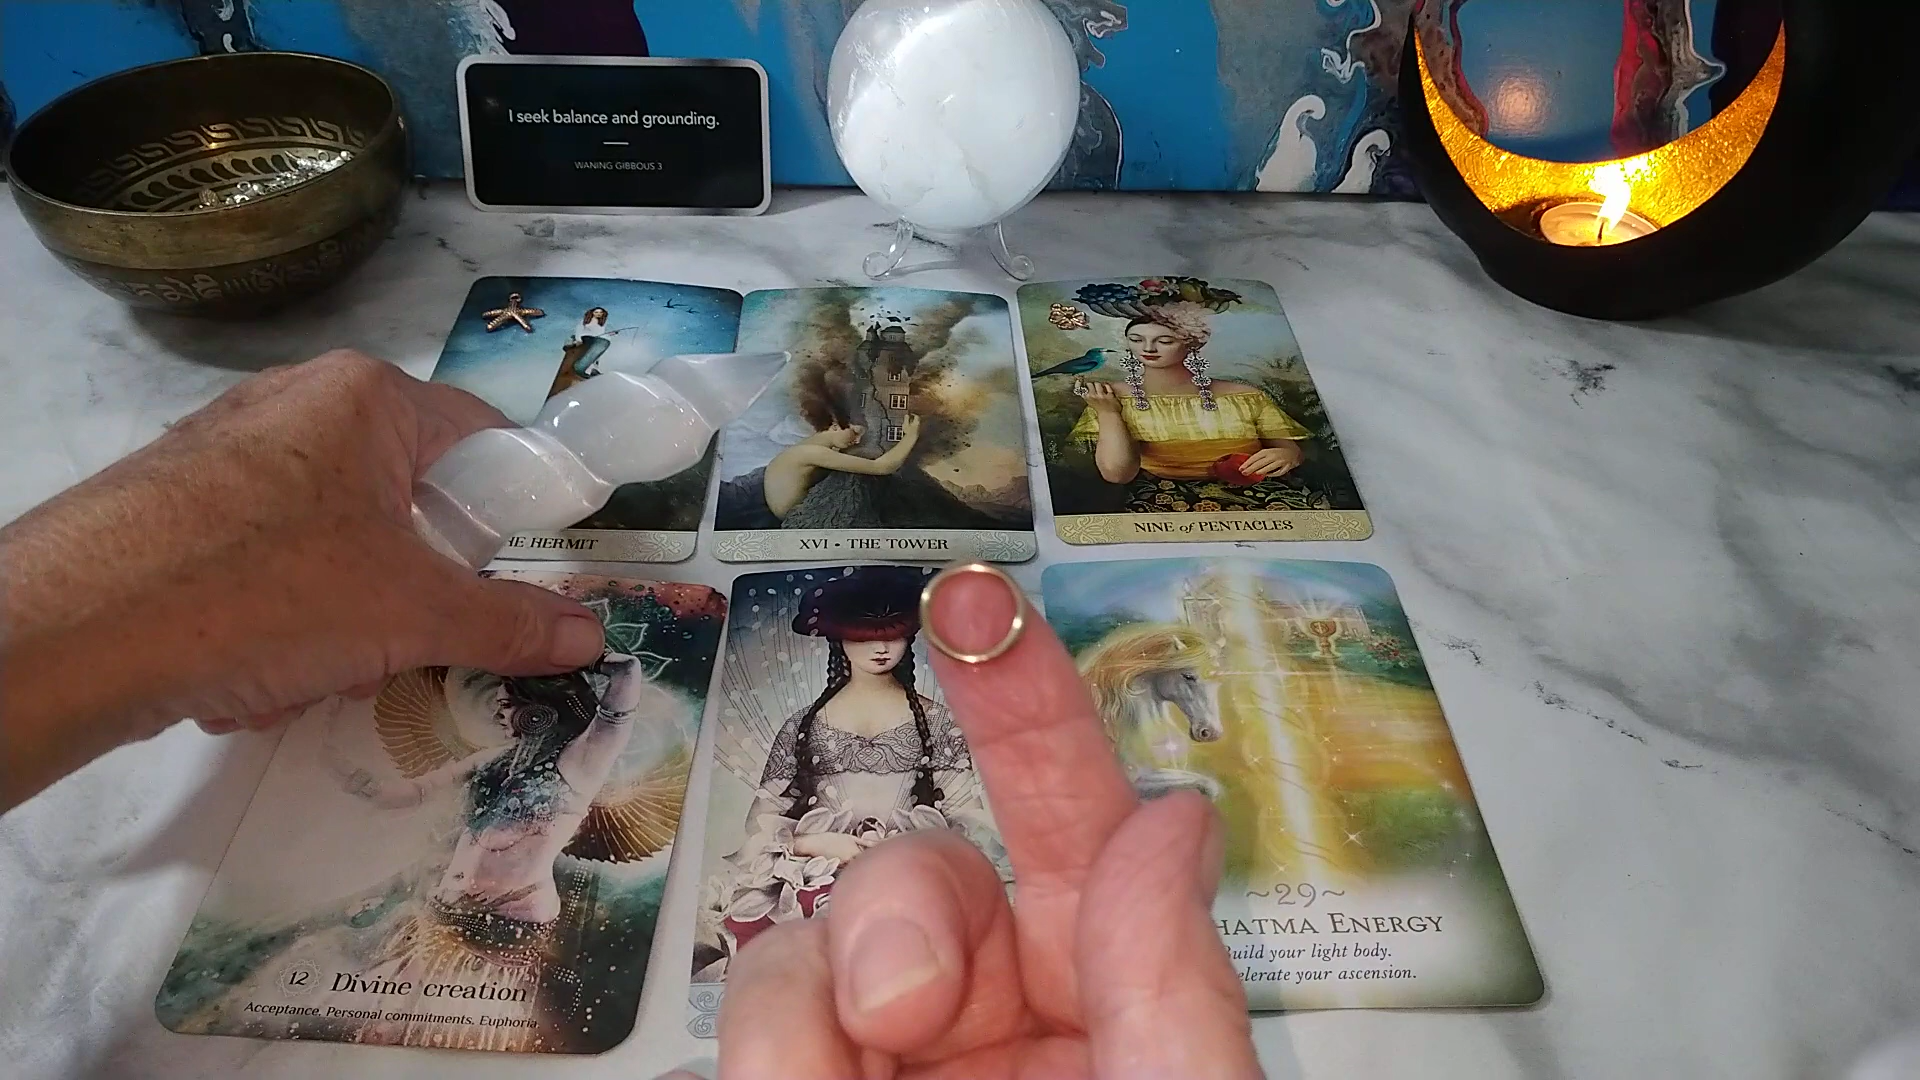 I seek balance and grounding.
WANING GIBBOUS 3
HE HERMIT
XVI • THE TOWER
NINE of PENTACLES
12 Divine creation
Acceptance. Personal commitments. Euphoria
~29~
HATMA ENERGY
Build your light body.
elerate your ascension.